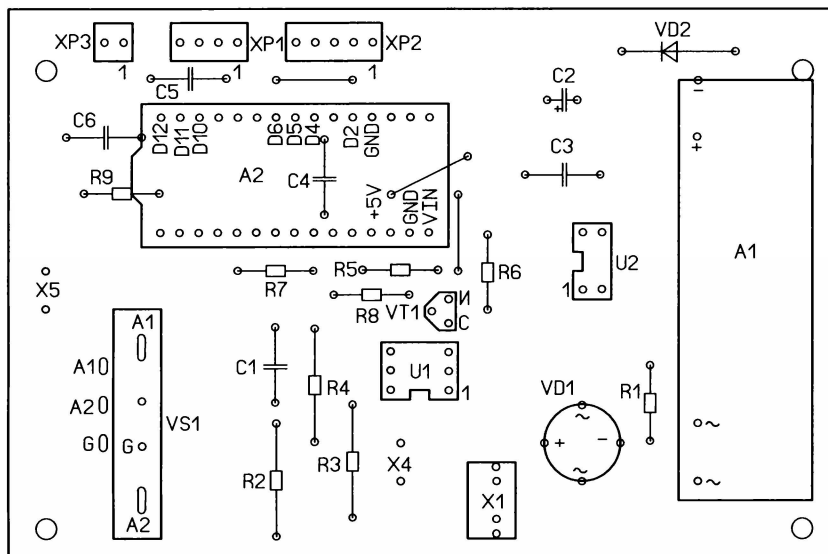 XP3
1
XP1
1
XP2
1
VD2
C5
C2
+
C6
D12
D11
D10
D6
D5
D4
D2
GND
A2
C4
+5V
GND
VIN
R9
C3
−
+
A1
~
~
U2
1
X5
R7
R5
R8
R6
VT1
И
С
A1
A1
A2
G
G
A2
VS1
C1
R4
U1
1
R2
R3
X4
X1
VD1
~
+
−
~
R1